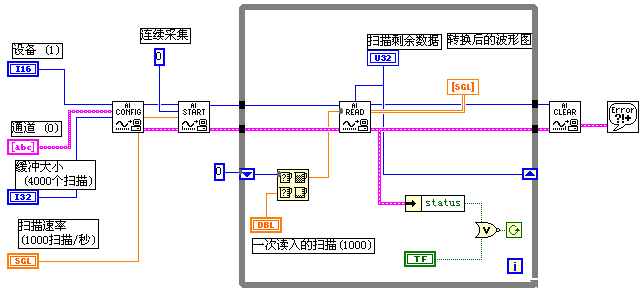 连续采集
0
设备 (1)
I16
通道 (0)
[abc]
缓冲大小
(4000个扫描)
I32
扫描速率
(1000扫描/秒)
SGL
AI
CONFIG
AI
START
扫描剩余数据
U32
转换后的波形图
[SGL]
AI
READ
AI
CLEAR
Error
?!+
0
?
?
DBL
一次读入的扫描(1000)
status
V
TF
i